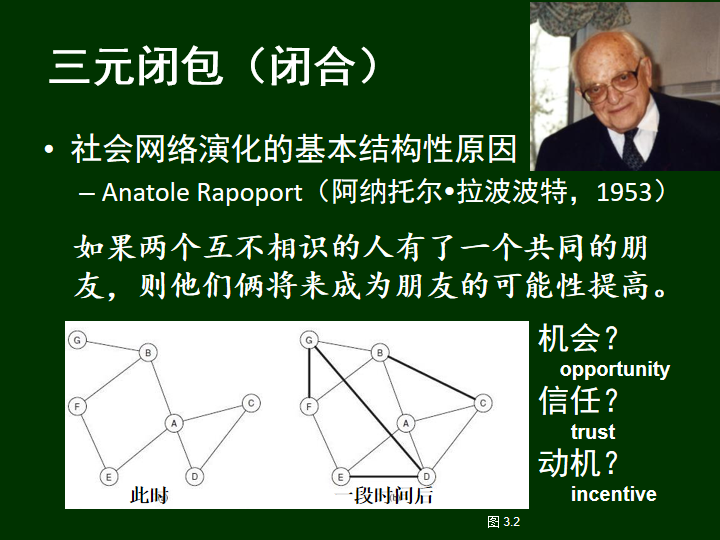 三元闭包（闭合）
• 社会网络演化的基本结构性原因
– Anatole Rapoport（阿纳托尔•拉波波特，1953）
如果两个互不相识的人有了一个共同的朋
友，则他们俩将来成为朋友的可能性提高。
G
B
F
C
A
E
D
此时
G
B
F
C
A
E
D
一段时间后
机会？
opportunity
信任？
trust
动机？
incentive
图 3.2